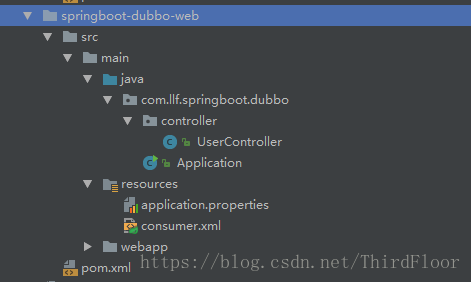 springboot-dubbo-web
src
main
java
com.llf.springboot.dubbo
controller
UserController
Application
resources
application.properties
consumer.xml
webapp
pom.xml
https://blog.csdn.net/ThirdFloor